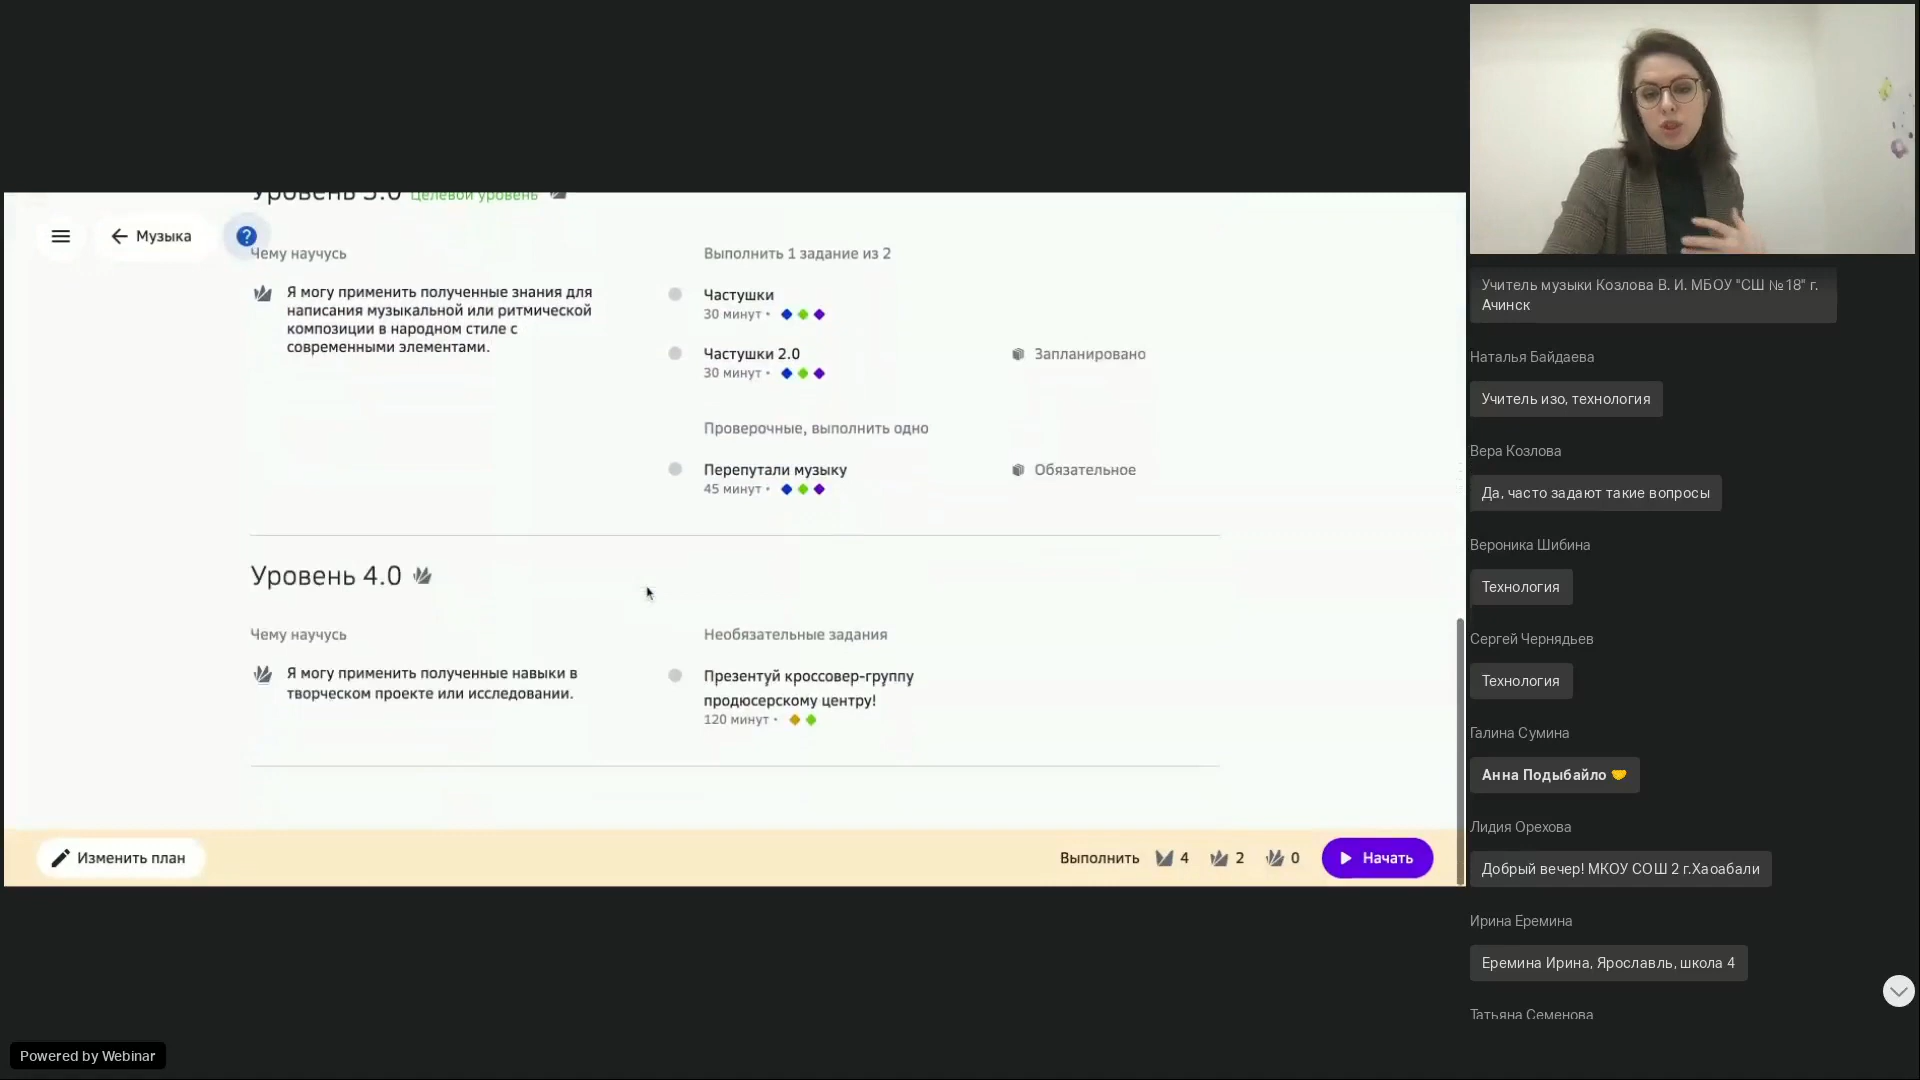 Уровень 3.0 Целевой уровень
Музыка
?
Чему научусь
Выполнить 1 задание из 2
Я могу применить полученные знания для
написания музыкальной или ритмической
композиции в народном стиле с
современными элементами.
Частушки
30 минут •
Частушки 2.0
Запланировано
30 минут •
Проверочные, выполнить одно
Перепутали музыку
Обязательное
45 минут •
Уровень 4.0
Чему научусь
Необязательные задания
Я могу применить полученные навыки в
творческом проекте или исследовании.
Презентуй кроссовер-группу
продюсерскому центру!
120 минут •
Изменить план
Выполнить 4 2 0
Начать
Учитель музыки Козлова В. И. МБОУ "СШ №18" г.
Ачинск
Наталья Байдаева
Учитель изо, технология
Вера Козлова
Да, часто задают такие вопросы
Вероника Шибина
Технология
Сергей Чернядьев
Технология
Галина Сумина
Анна Подыбайло 🤝
Лидия Орехова
Добрый вечер! МКОУ СОШ 2 г.Хаоабали
Ирина Еремина
Еремина Ирина, Ярославль, школа 4
Татьяна Семенова
Powered by Webinar